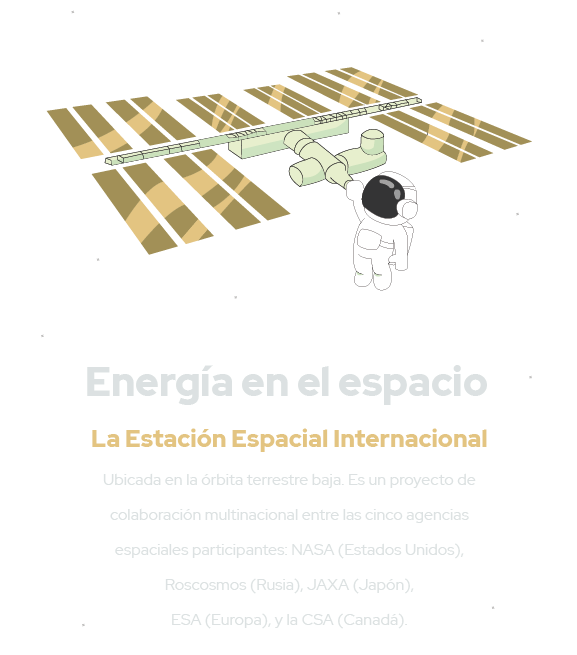 Energía en el espacio
La Estación Espacial Internacional
Ubicada en la órbita terrestre baja. Es un proyecto de
colaboración multinacional entre las cinco agencias
espaciales participantes: NASA (Estados Unidos),
Roscosmos (Rusia), JAXA (Japón),
ESA (Europa), y la CSA (Canadá).